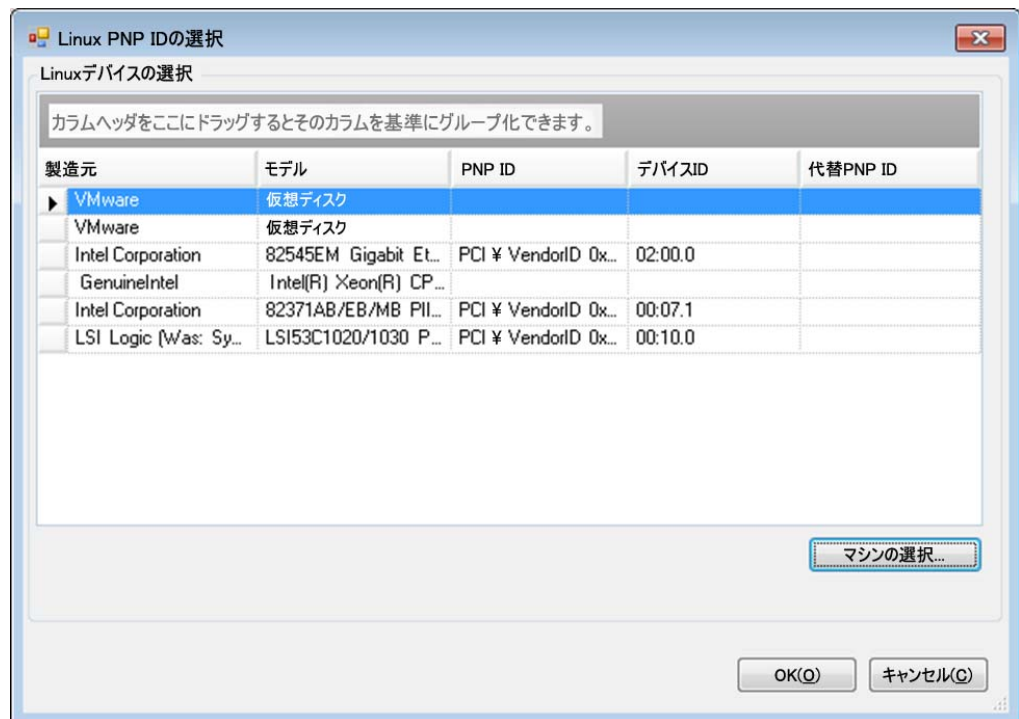 Linux PNP IDの選択
Linuxデバイスの選択
カラムヘッダをここにドラッグするとそのカラムを基準にグループ化できます。
製造元 モデル PNP ID デバイスID 代替PNP ID
VMware 仮想ディスク
VMware 仮想ディスク
Intel Corporation 82545EM Gigabit Et... PCI ¥ VendorID 0x... 02:00.0
GenuineIntel Intel(R) Xeon(R) CP...
Intel Corporation 82371AB/EB/MB PII... PCI ¥ VendorID 0x... 00:07.1
LSI Logic (Was: Sy... LSI53C1020/1030 P... PCI ¥ VendorID 0x... 00:10.0
マシンの選択...
OK(O) キャンセル(C)